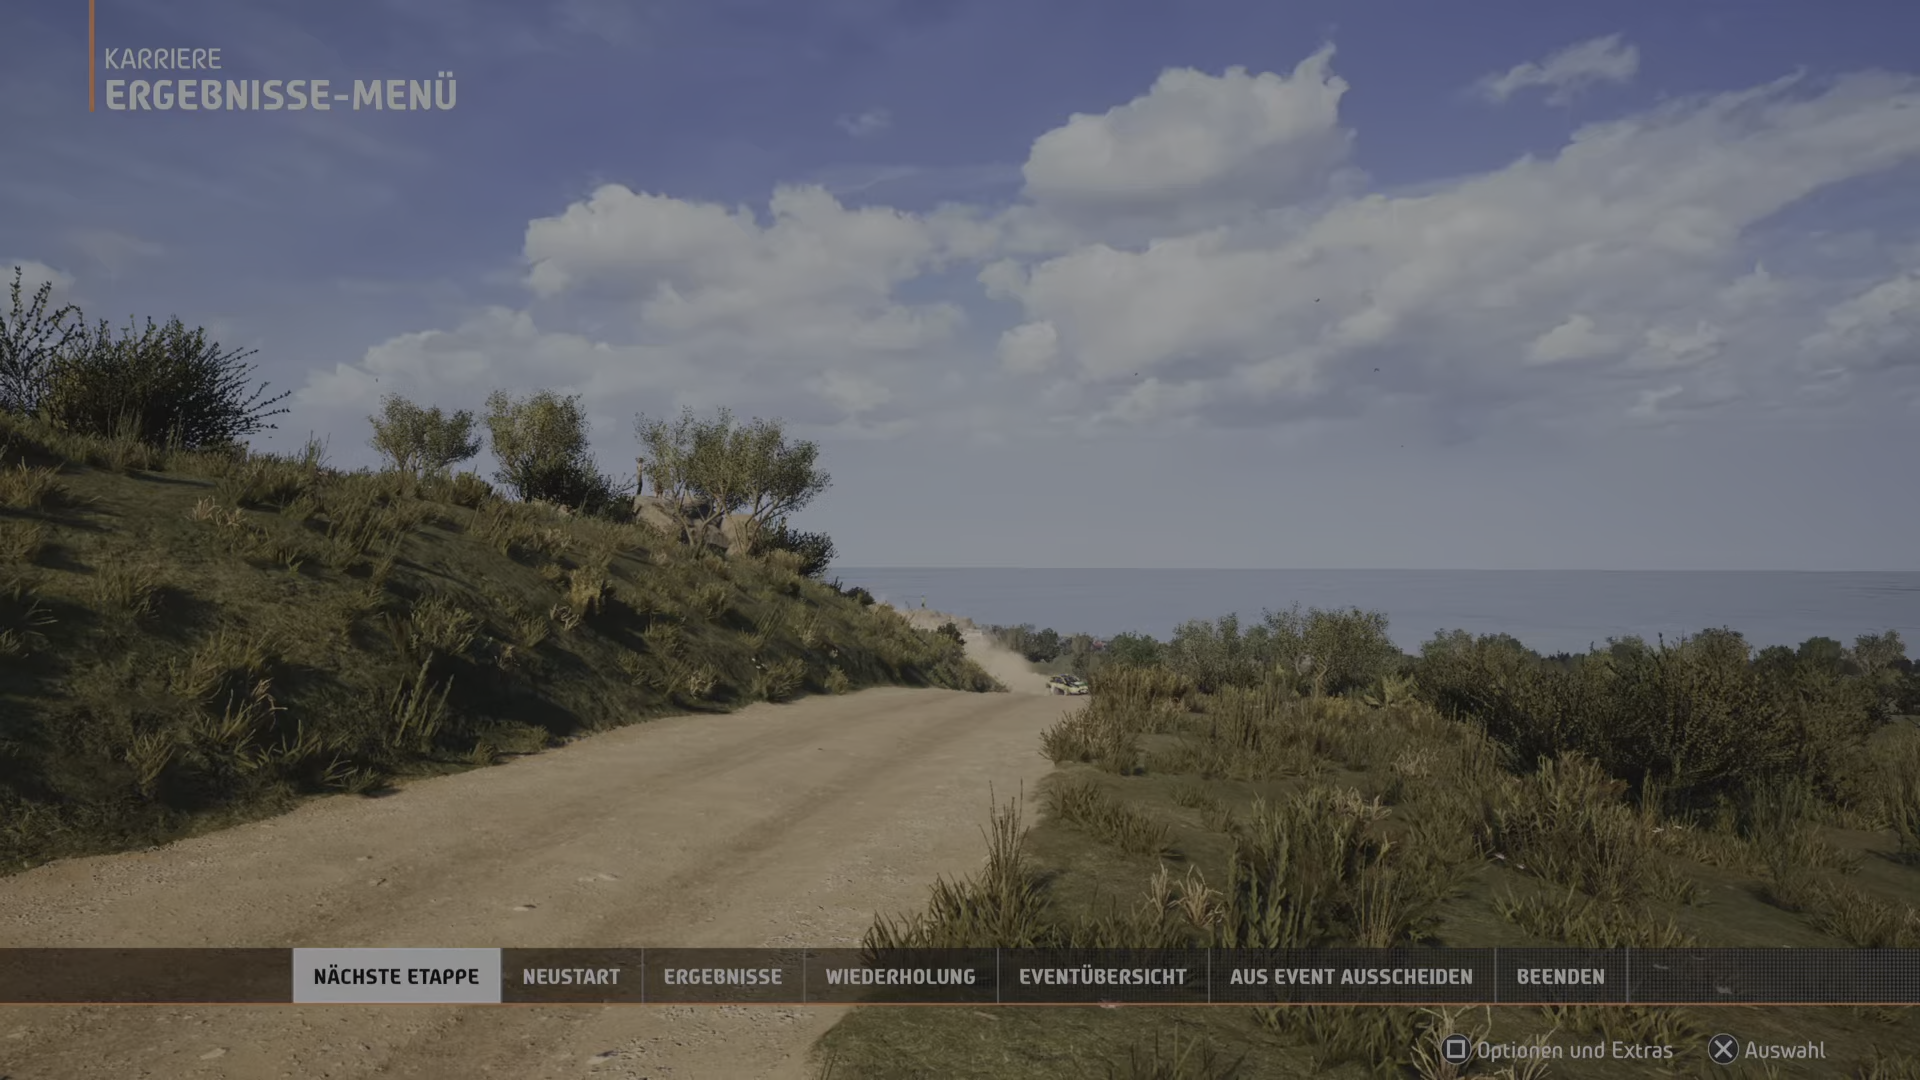 KARRIERE
ERGEBNISSE-MENÜ
NÄCHSTE ETAPPE
NEUSTART
ERGEBNISSE
WIEDERHOLUNG
EVENTÜBERSICHT
AUS EVENT AUSSCHEIDEN
BEENDEN
Optionen und Extras
Auswahl